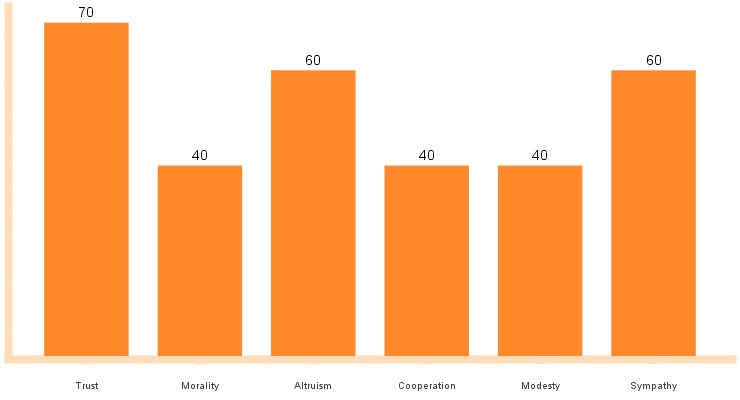 70
60
60
40
40
40
Trust
Morality
Altruism
Cooperation
Modesty
Sympathy